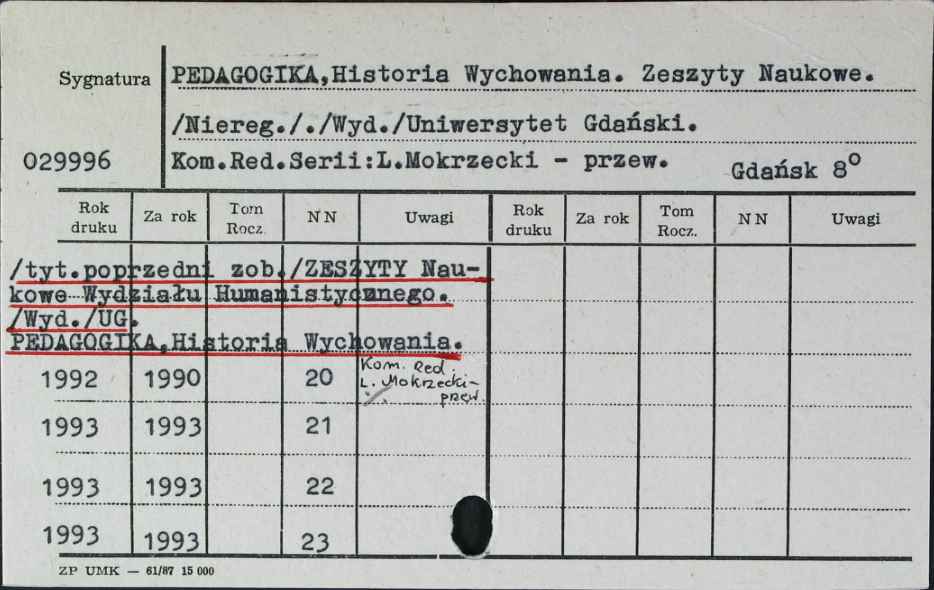 Sygnatura PEDAGOGIKA,Historia Wychowania. Zeszyty Naukowe.
/Niereg././Wyd./Uniwersytet Gdański.
029996 Kom.Red.Serii:L.Mokrzecki - przew. Gdańsk 8⁰
Rok druku Za rok Tom Rocz. NN Uwagi Rok druku Za rok Tom Rocz. NN Uwagi
/tyt.poprzedni zob./ZESZYTY Nau-
kowe Wydziału Humanistycznego.
/Wyd./UG.
PEDAGOGIKA,Historia Wychowania.
1992 1990 20 Kom. Red.
L. Mokrzecki-
przew.
1993 1993 21
1993 1993 22
1993 1993 23
ZP UMK — 61/87 15 000